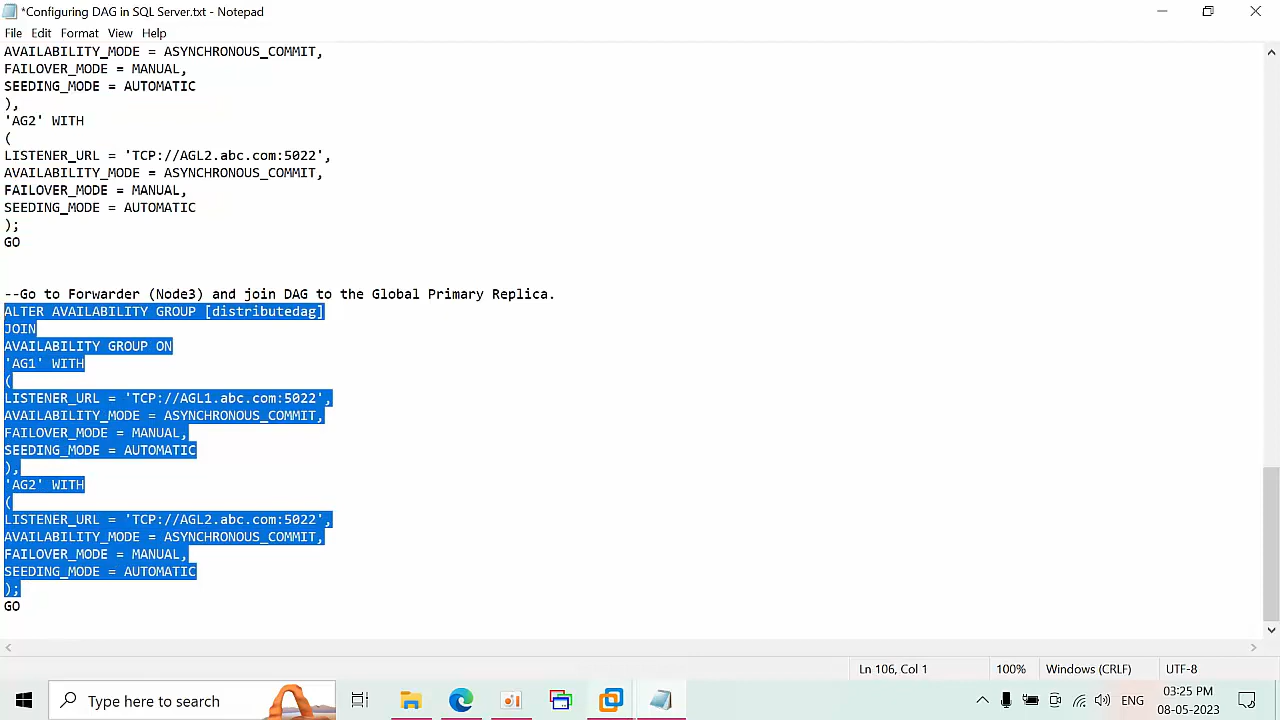 *Configuring DAG in SQL Server.txt - Notepad
File Edit Format View Help
AVAILABILITY_MODE = ASYNCHRONOUS_COMMIT,
FAILOVER_MODE = MANUAL,
SEEDING_MODE = AUTOMATIC
),
'AG2' WITH
(
LISTENER_URL = 'TCP://AGL2.abc.com:5022',
AVAILABILITY_MODE = ASYNCHRONOUS_COMMIT,
FAILOVER_MODE = MANUAL,
SEEDING_MODE = AUTOMATIC
);
GO
--Go to Forwarder (Node3) and join DAG to the Global Primary Replica.
ALTER AVAILABILITY GROUP [distributedag]
JOIN
AVAILABILITY GROUP ON
'AG1' WITH
(
LISTENER_URL = 'TCP://AGL1.abc.com:5022',
AVAILABILITY_MODE = ASYNCHRONOUS_COMMIT,
FAILOVER_MODE = MANUAL,
SEEDING_MODE = AUTOMATIC
),
'AG2' WITH
(
LISTENER_URL = 'TCP://AGL2.abc.com:5022',
AVAILABILITY_MODE = ASYNCHRONOUS_COMMIT,
FAILOVER_MODE = MANUAL,
SEEDING_MODE = AUTOMATIC
);
GO
Ln 106, Col 1 100% Windows (CRLF) UTF-8
Type here to search
ENG
03:25 PM
08-05-2023